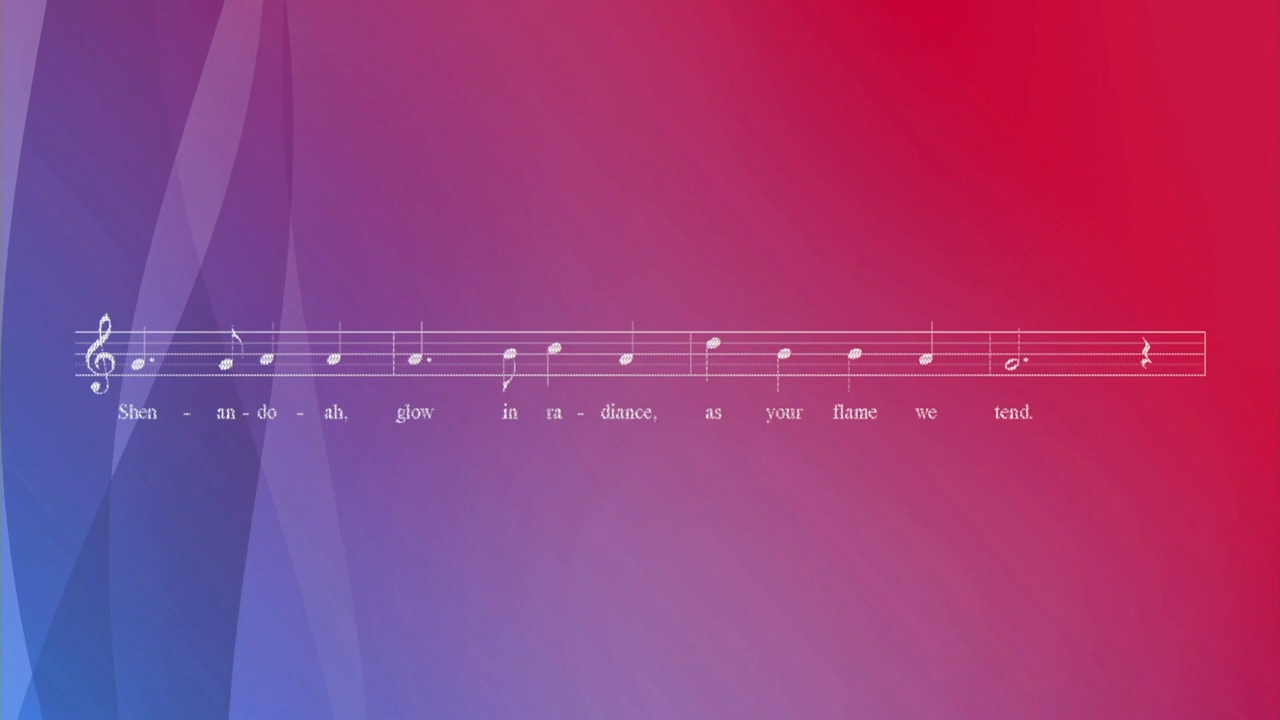 Shen - an - do - ah, glow in ra - diance, as your flame we tend.